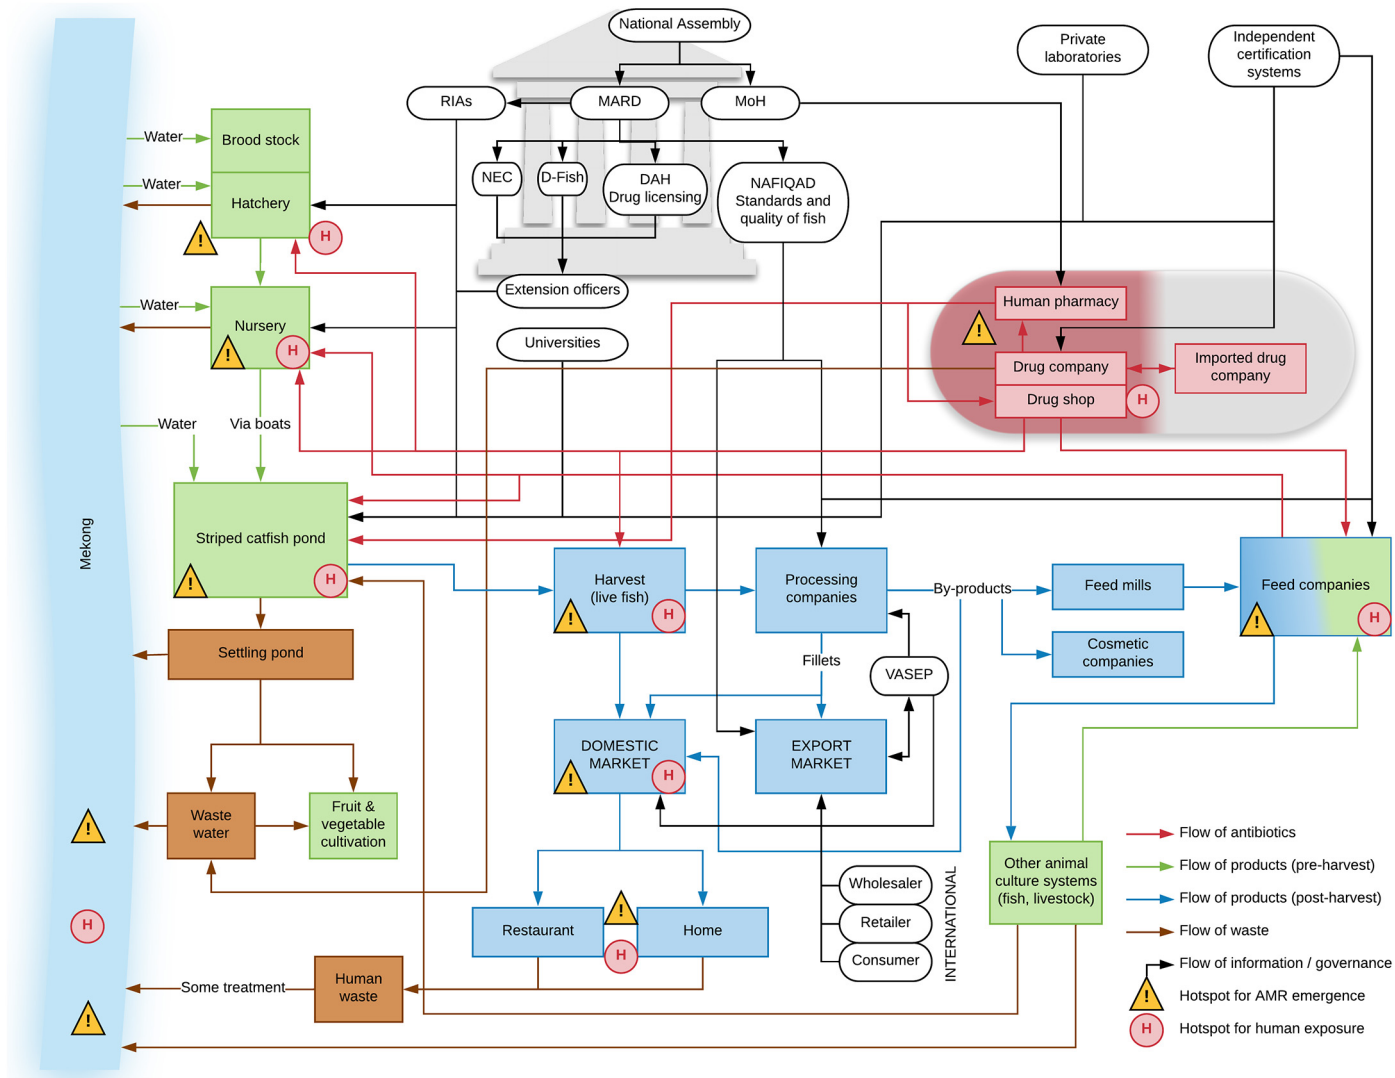 National Assembly
Private
laboratories
Independent
certification
systems
RIAs
MARD
MoH
Water
Brood stock
NEC
D-Fish
DAH
Drug licensing
NAFIQAD
Standards and
quality of fish
Water
Hatchery
!
H
Extension officers
Water
Nursery
!
H
Universities
Human pharmacy
!
Drug company
Drug shop
H
Imported drug
company
Water
Via boats
Mekong
Striped catfish pond
!
H
Harvest
(live fish)
!
H
Processing
companies
By-products
Feed mills
Feed companies
!
H
Cosmetic
companies
Settling pond
Fillets
VASEP
DOMESTIC
MARKET
!
H
EXPORT
MARKET
!
Waste
water
Fruit &
vegetable
cultivation
Other animal
culture systems
(fish, livestock)
Wholesaler
Retailer
Consumer
INTERNATIONAL
H
Restaurant
!
H
Home
Some treatment
Human
waste
!
Flow of antibiotics
Flow of products (pre-harvest)
Flow of products (post-harvest)
Flow of waste
Flow of information / governance
! Hotspot for AMR emergence
H Hotspot for human exposure